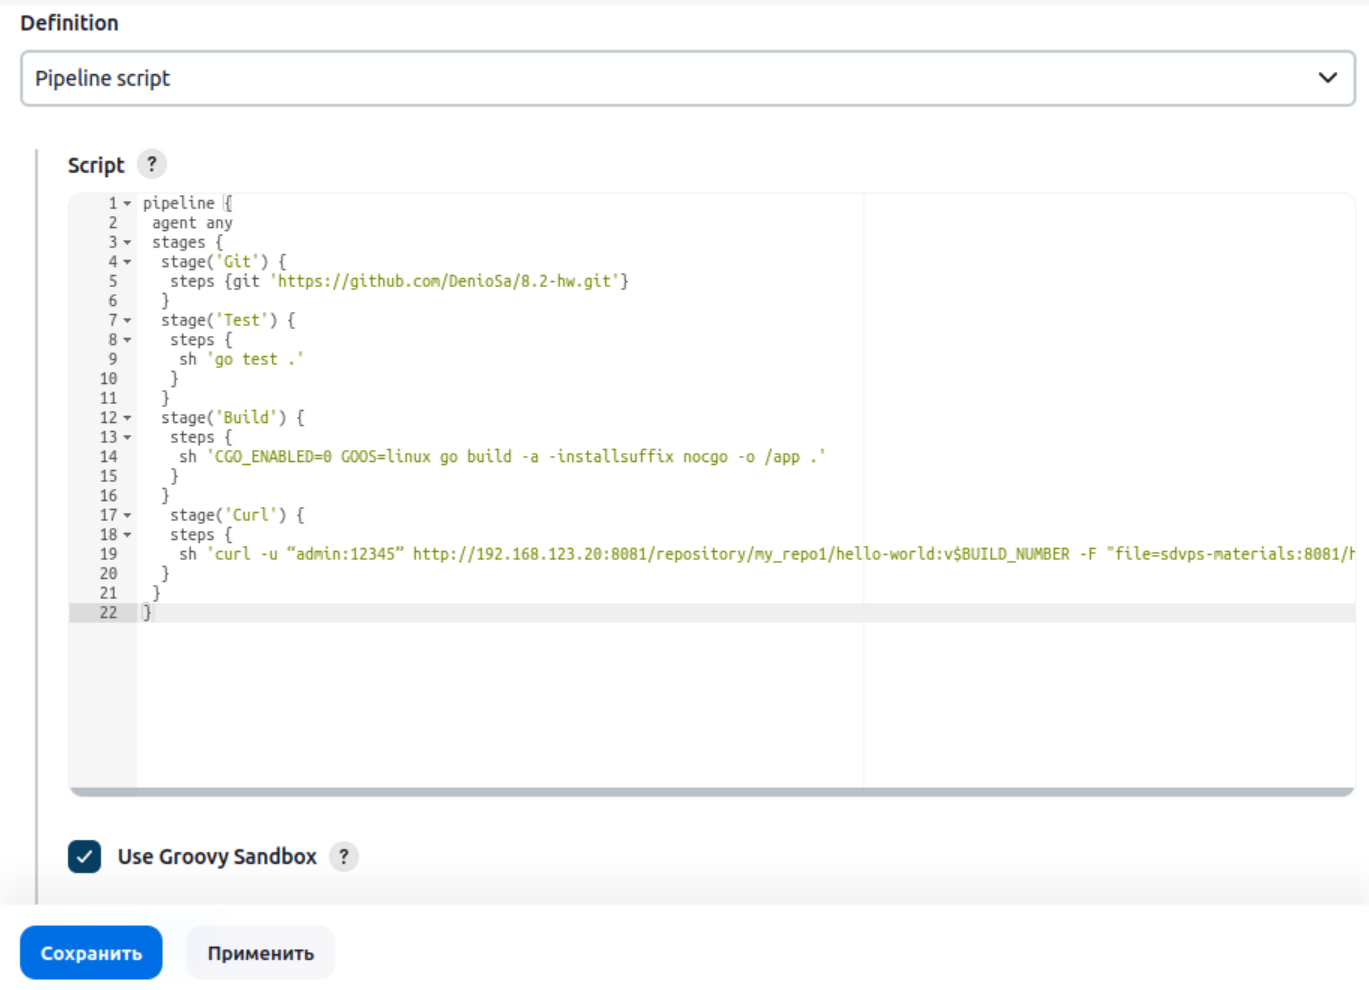 Definition
Pipeline script
Script ?
1 pipeline {
2 agent any
3 stages {
4 stage('Git') {
5 steps {git 'https://github.com/DenioSa/8.2-hw.git'}
6 }
7 stage('Test') {
8 steps {
9 sh 'go test .'
10 }
11 }
12 stage('Build') {
13 steps {
14 sh 'CGO_ENABLED=0 GOOS=linux go build -a -installsuffix nocgo -o /app .'
15 }
16 }
17 stage('Curl') {
18 steps {
19 sh 'curl -u “admin:12345” http://192.168.123.20:8081/repository/my_repo1/hello-world:v$BUILD_NUMBER -F "file=sdvps-materials:8081/h
20 }
21 }
22 }
Use Groovy Sandbox ?
Сохранить Применить